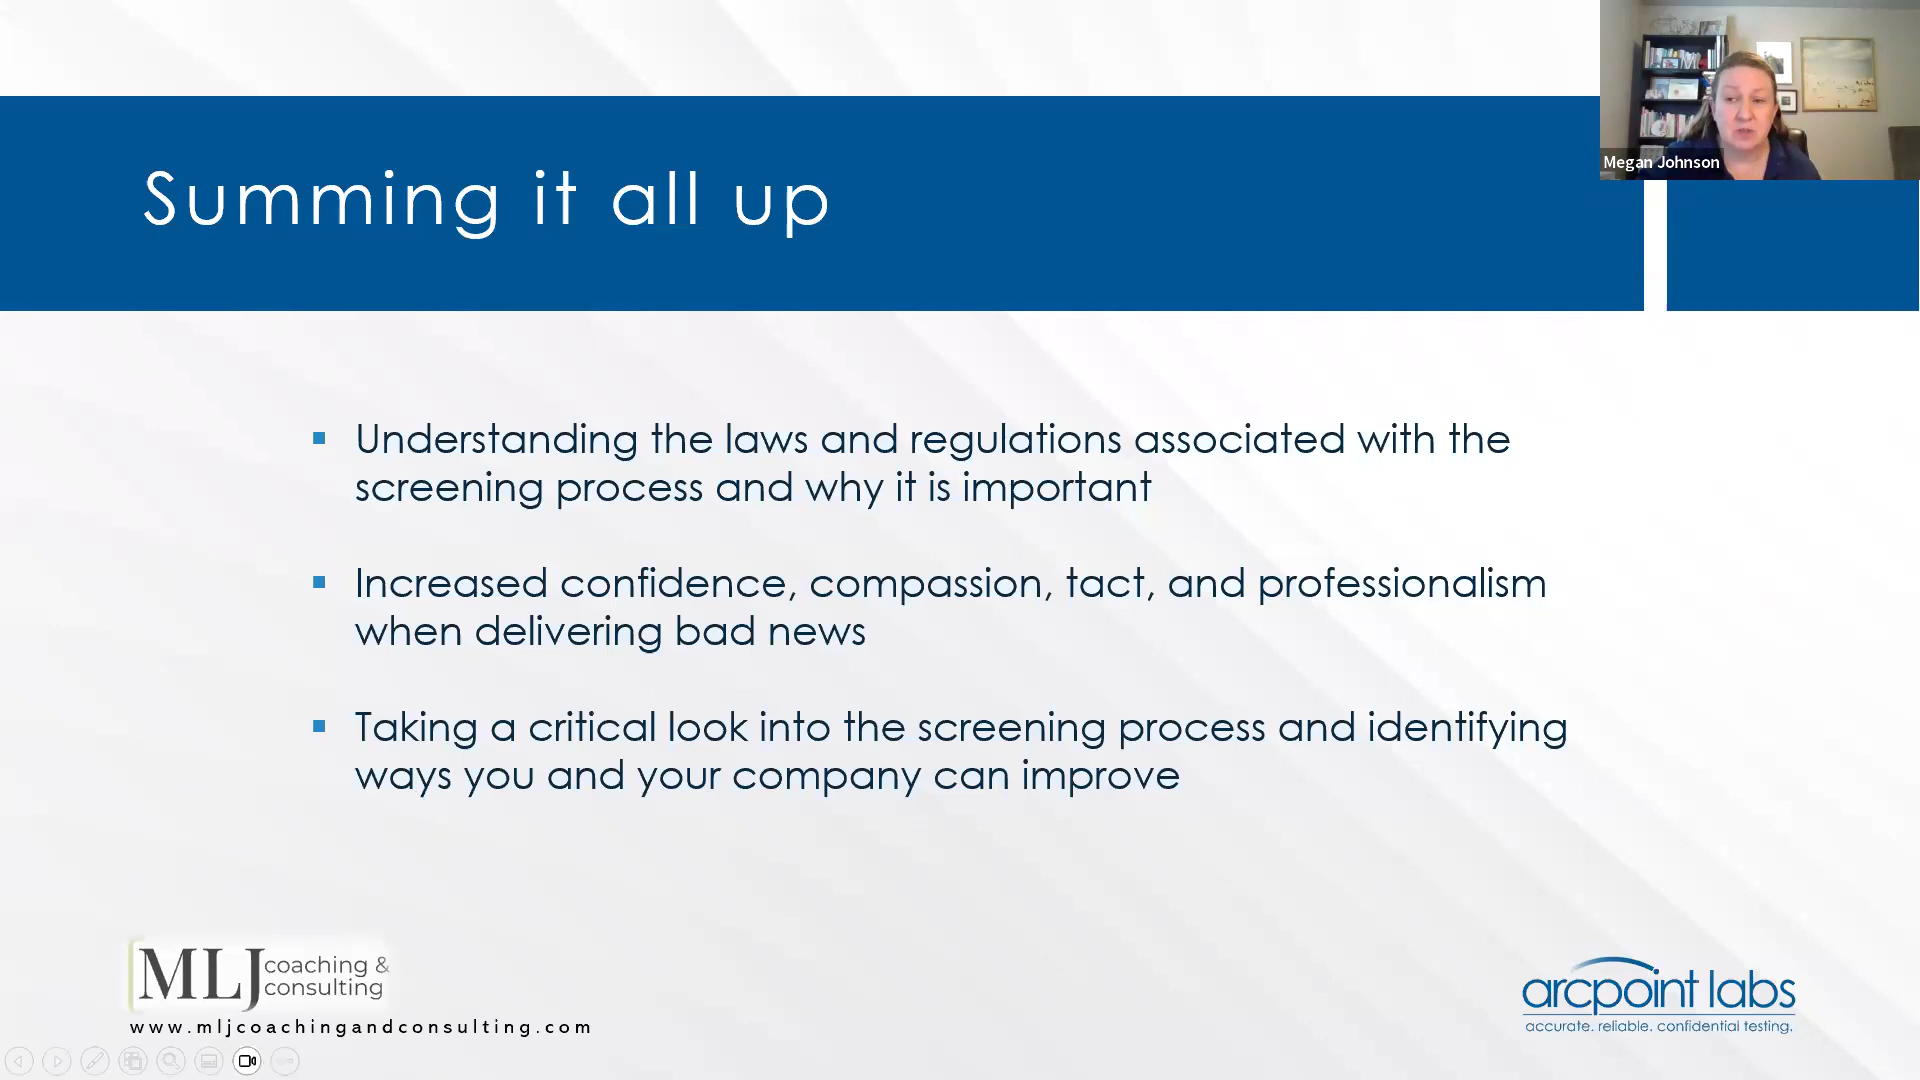 Megan Johnson
Summing it all up
Understanding the laws and regulations associated with the
screening process and why it is important
Increased confidence, compassion, tact, and professionalism
when delivering bad news
Taking a critical look into the screening process and identifying
ways you and your company can improve
MLJ coaching &
consulting
www.mljcoachingandconsulting.com
arcpoint labs
accurate. reliable. confidential testing.